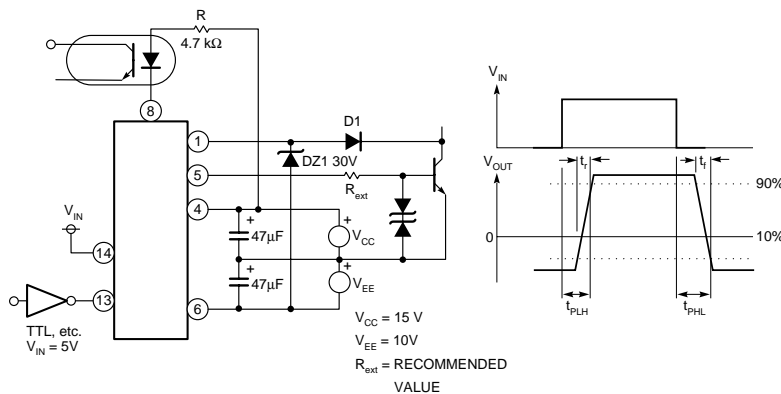 R
4.7 kΩ
8
1
D1
DZ1 30V
5
R_ext
4
V_IN
+
47µF
+
V_CC
14
+
47µF
+
V_EE
13
6
TTL, etc.
V_IN = 5V
V_CC = 15 V
V_EE = 10V
R_ext = RECOMMENDED
VALUE
V_IN
t_r
t_f
V_OUT
90%
0
10%
t_PLH
t_PHL